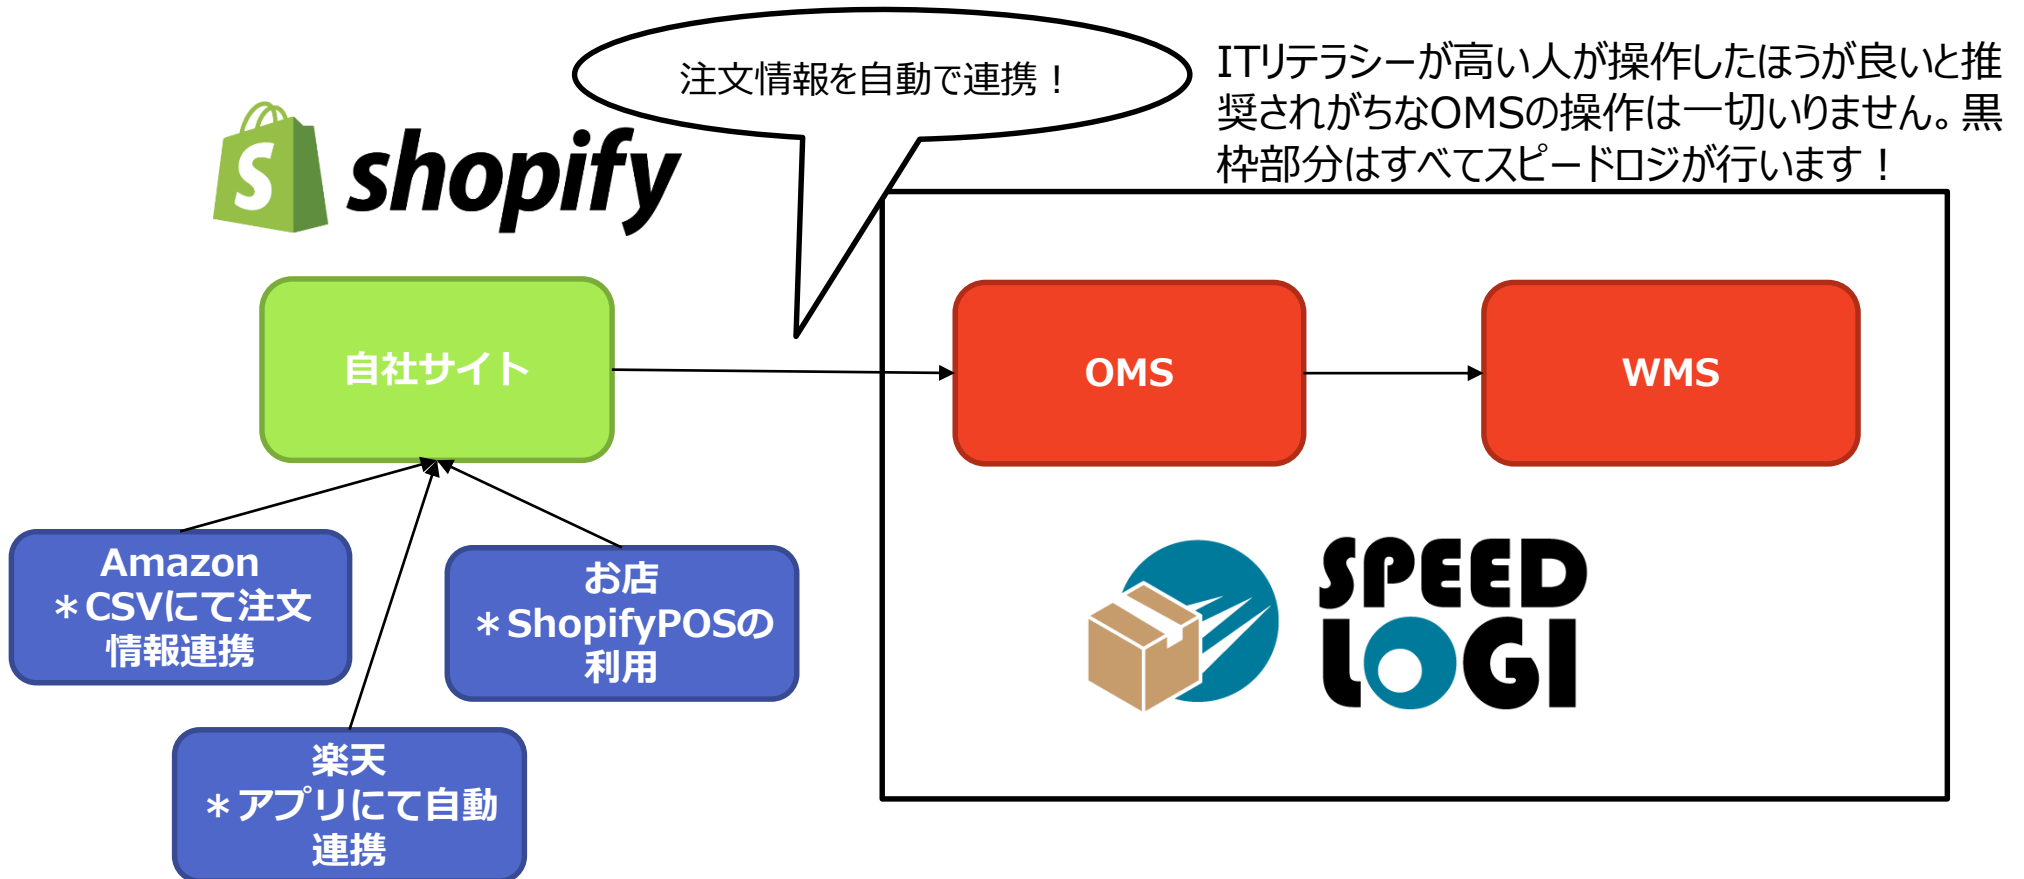 注文情報を自動で連携！
ITリテラシーが高い人が操作したほうが良いと推
奨されがちなOMSの操作は一切いりません。黒
枠部分はすべてスピードロジが行います！
shopify
自社サイト
OMS
WMS
Amazon
＊CSVにて注文
情報連携
お店
＊ShopifyPOSの
利用
楽天
＊アプリにて自動
連携
SPEED
LOGI